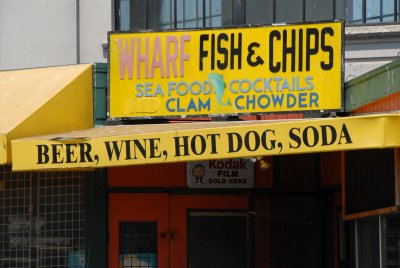 WHARF FISH & CHIPS
SEA FOOD COCKTAILS
CLAM CHOWDER
BEER, WINE, HOT DOG, SODA
Kodak
FILM
SOLD HERE